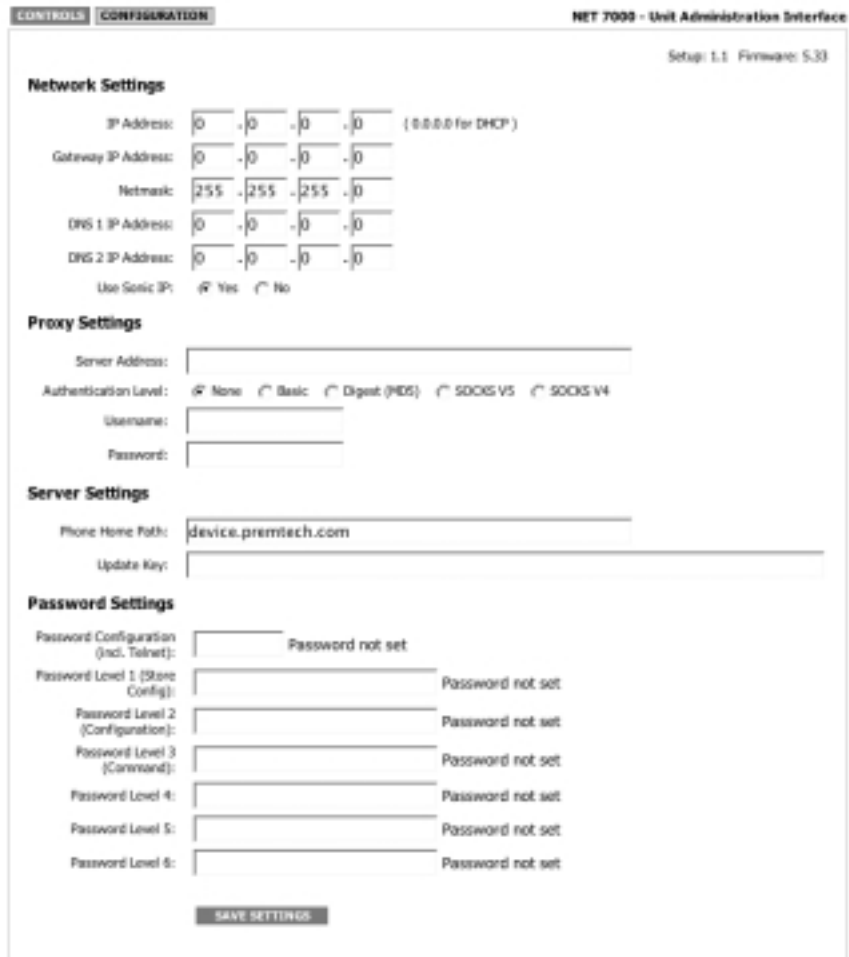 CONTROLS CONFIGURATION NET 7000 - Unit Administration Interface
Setup: 1.1 Firmware: 5.33
Network Settings
IP Address: 0 . 0 . 0 . 0 ( 0.0.0.0 for DHCP )
Gateway IP Address: 0 . 0 . 0 . 0
Netmask: 255 . 255 . 255 . 0
DNS 1 IP Address: 0 . 0 . 0 . 0
DNS 2 IP Address: 0 . 0 . 0 . 0
Use Sonic IP: Yes No
Proxy Settings
Server Address:
Authentication Level: None Basic Digest (MD5) SOCKS V5 SOCKS V4
Username:
Password:
Server Settings
Phone Home Path: device.premtech.com
Update Key:
Password Settings
Password Configuration
(incl. Telnet): Password not set
Password Level 1 (Store
Config): Password not set
Password Level 2
(Configuration): Password not set
Password Level 3
(Command): Password not set
Password Level 4: Password not set
Password Level 5: Password not set
Password Level 6: Password not set
SAVE SETTINGS